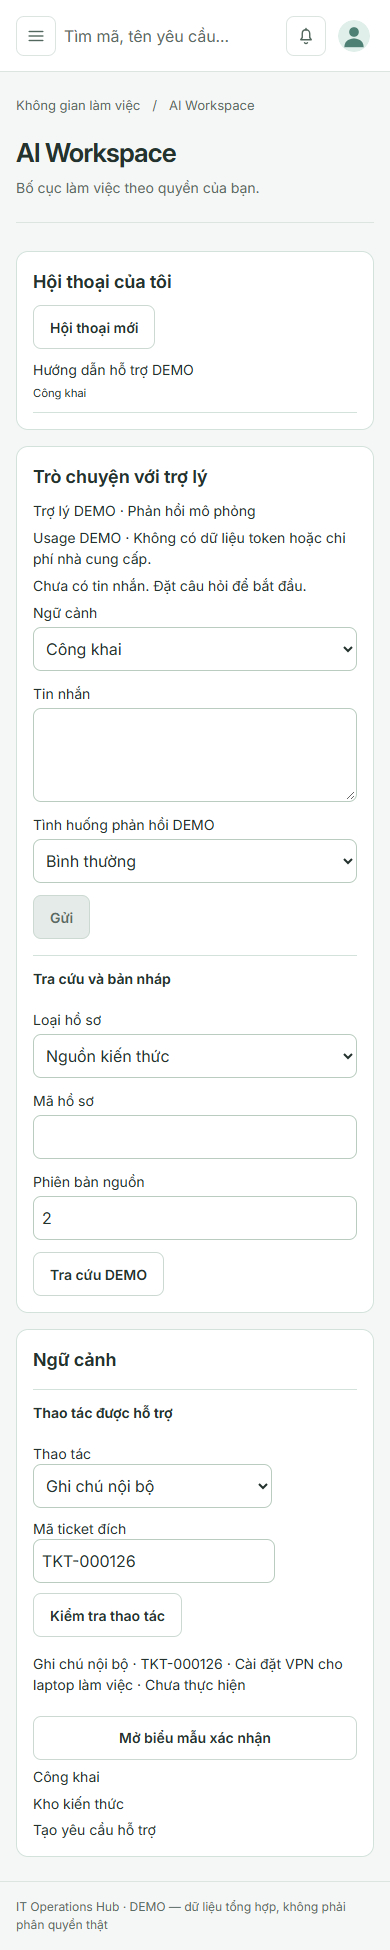 Tìm mã, tên yêu cầu...
Không gian làm việc / AI Workspace
AI Workspace
Bố cục làm việc theo quyền của bạn.
Hội thoại của tôi
Hội thoại mới
Hướng dẫn hỗ trợ DEMO
Công khai
Trò chuyện với trợ lý
Trợ lý DEMO · Phản hồi mô phỏng
Usage DEMO · Không có dữ liệu token hoặc chi
phí nhà cung cấp.
Chưa có tin nhắn. Đặt câu hỏi để bắt đầu.
Ngữ cảnh
Công khai
Tin nhắn
Tình huống phản hồi DEMO
Bình thường
Gửi
Tra cứu và bản nháp
Loại hồ sơ
Nguồn kiến thức
Mã hồ sơ
Phiên bản nguồn
2
Tra cứu DEMO
Ngữ cảnh
Thao tác được hỗ trợ
Thao tác
Ghi chú nội bộ
Mã ticket đích
TKT-000126
Kiểm tra thao tác
Ghi chú nội bộ · TKT-000126 · Cài đặt VPN cho
laptop làm việc · Chưa thực hiện
Mở biểu mẫu xác nhận
Công khai
Kho kiến thức
Tạo yêu cầu hỗ trợ
IT Operations Hub · DEMO — dữ liệu tổng hợp, không phải
phân quyền thật